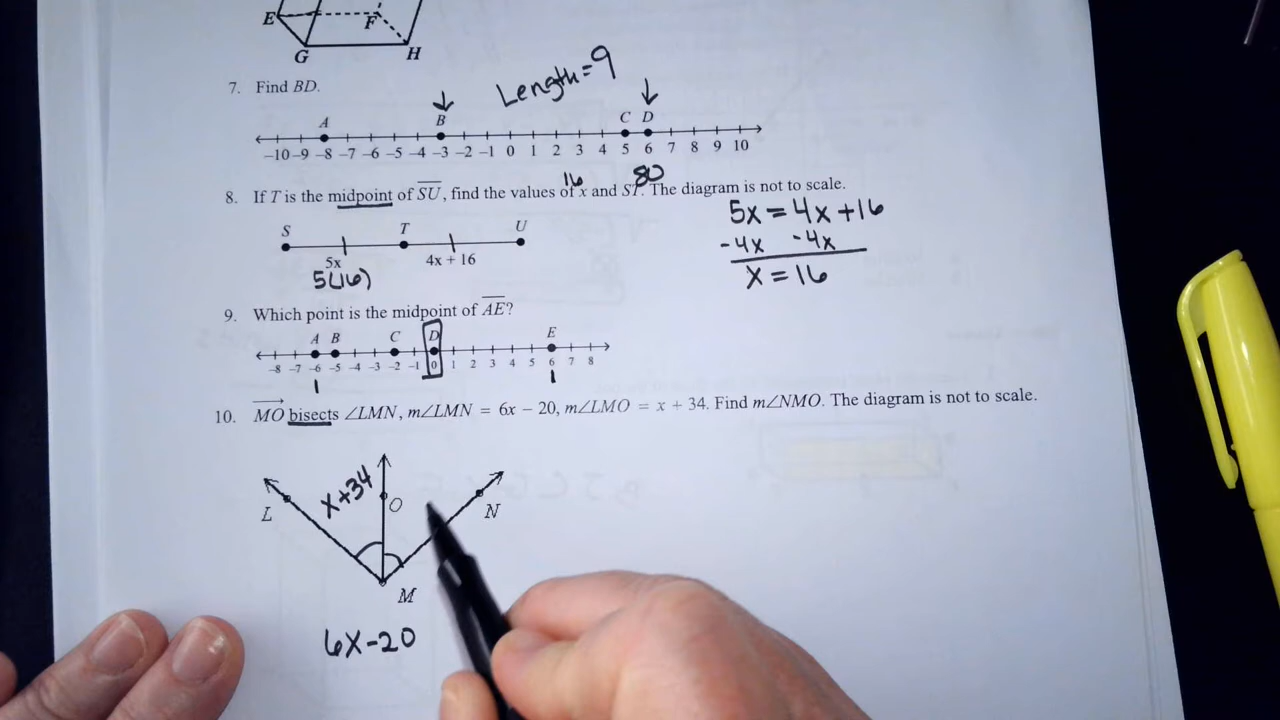 E F
G H
Length=9
7. Find BD.
A B C D
−10 −9 −8 −7 −6 −5 −4 −3 −2 −1 0 1 2 3 4 5 6 7 8 9 10
16 80
8. If T is the midpoint of SU, find the values of x and ST. The diagram is not to scale.
S T U
5x 4x + 16
5(16)
5x = 4x + 16
-4x -4x
x = 16
9. Which point is the midpoint of AE?
A B C D E
−8 −7 −6 −5 −4 −3 −2 −1 0 1 2 3 4 5 6 7 8
10. MO bisects ∠LMN, m∠LMN = 6x − 20, m∠LMO = x + 34. Find m∠NMO. The diagram is not to scale.
x+34
L O N
M
6x-20